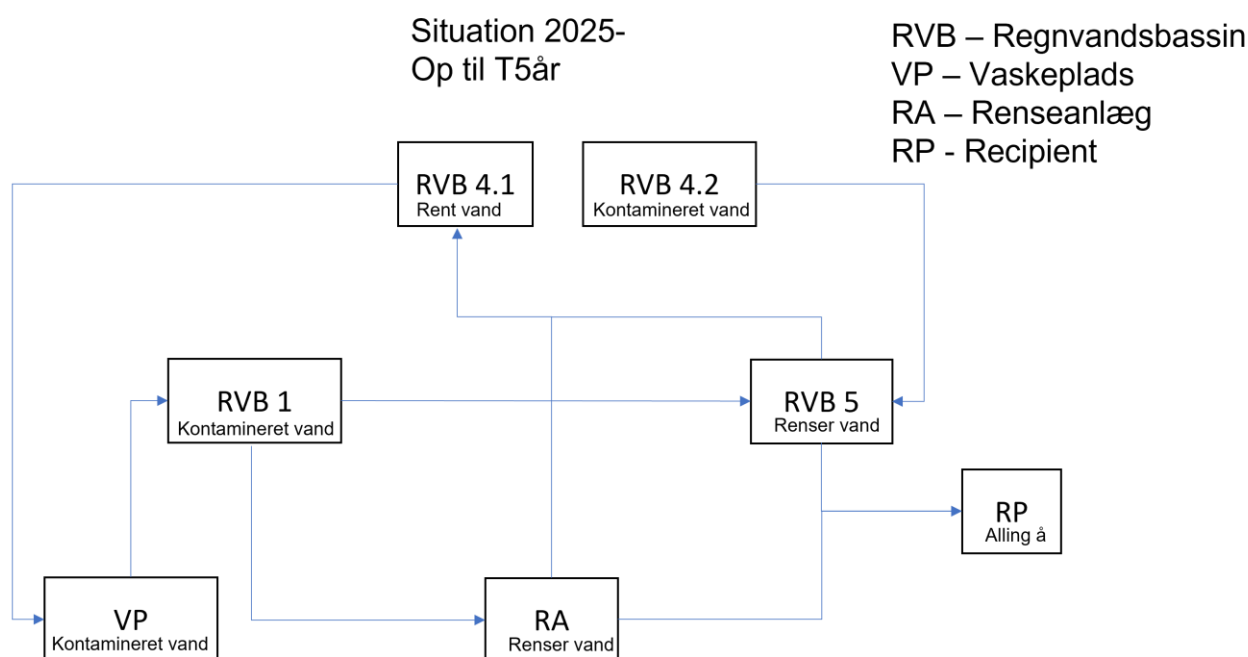 Situation 2025-
Op til T5år
RVB – Regnvandsbassin
VP – Vaskeplads
RA – Renseanlæg
RP - Recipient
RVB 4.1
Rent vand
RVB 4.2
Kontamineret vand
RVB 1
Kontamineret vand
RVB 5
Renser vand
RP
Alling å
VP
Kontamineret vand
RA
Renser vand